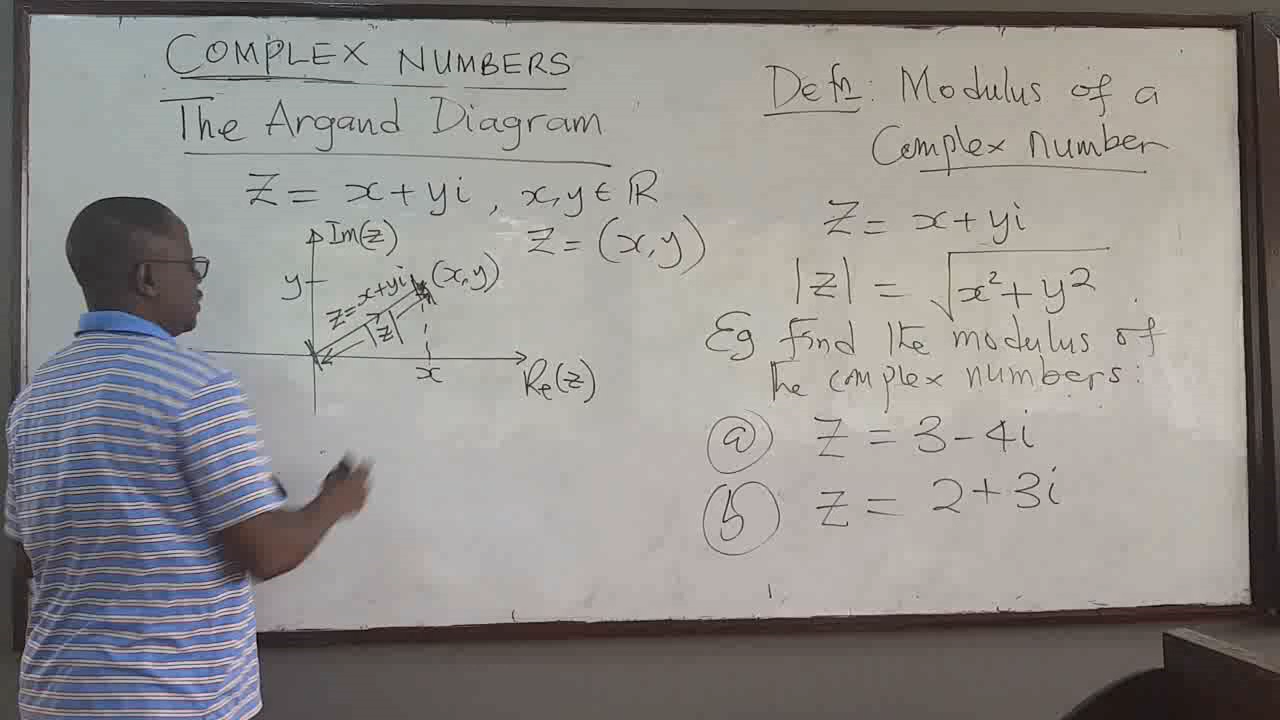 COMPLEX NUMBERS
The Argand Diagram
Z = x + yi , x, y ∈ ℝ
Im(z)
Z = (x, y)
y
Z = x+yi
(x, y)
|z|
x
Re(z)
Defn: Modulus of a
Complex number
Z = x + yi
|z| = √(x² + y²)
Eg find the modulus of
the complex numbers:
(a) Z = 3 - 4i
(b) Z = 2 + 3i